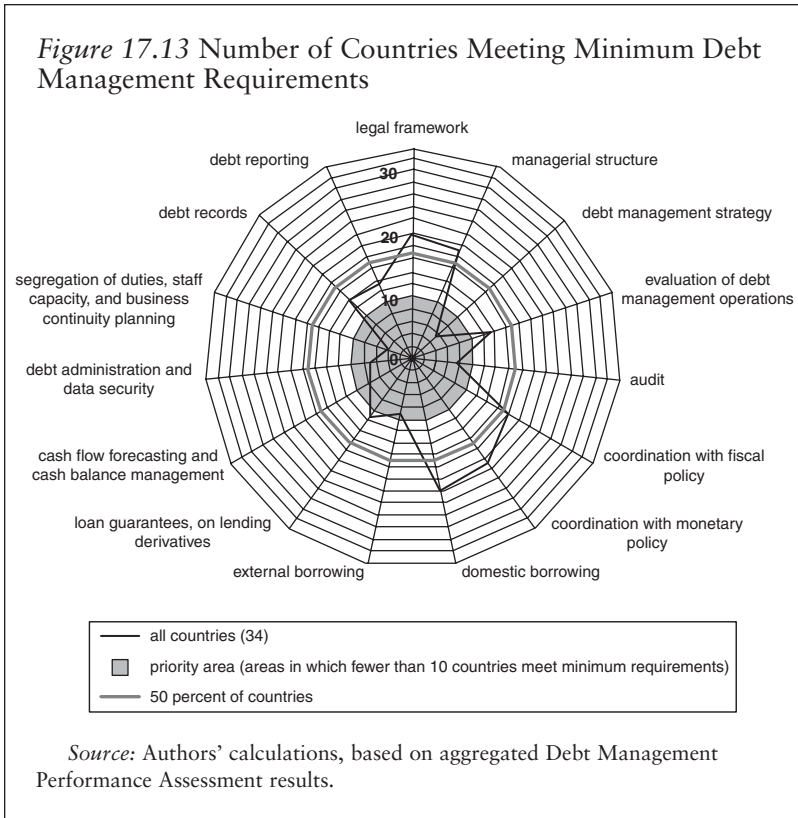 Figure 17.13 Number of Countries Meeting Minimum Debt
Management Requirements
legal framework
managerial structure
debt management strategy
evaluation of debt
management operations
audit
coordination with fiscal
policy
coordination with monetary
policy
domestic borrowing
external borrowing
loan guarantees, on lending
derivatives
cash flow forecasting and
cash balance management
debt administration and
data security
segregation of duties, staff
capacity, and business
continuity planning
debt records
debt reporting
30
20
10
0
all countries (34)
priority area (areas in which fewer than 10 countries meet minimum requirements)
50 percent of countries
Source: Authors' calculations, based on aggregated Debt Management
Performance Assessment results.